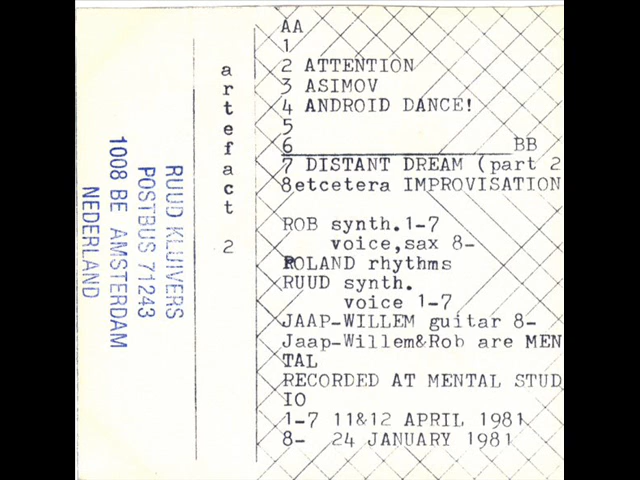 RUUD KLUIVERS
POSTBUS 71243
1008 BE AMSTERDAM
NEDERLAND
artefact 2
AA
1
2 ATTENTION
3 ASIMOV
4 ANDROID DANCE!
5
6 BB
7 DISTANT DREAM (part 2
8etcetera IMPROVISATION
ROB synth.1-7
voice,sax 8-
ROLAND rhythms
RUUD synth.
voice 1-7
JAAP-WILLEM guitar 8-
Jaap-Willem&Rob are MEN
TAL
RECORDED AT MENTAL STUD
IO
1-7 11&12 APRIL 1981
8- 24 JANUARY 1981